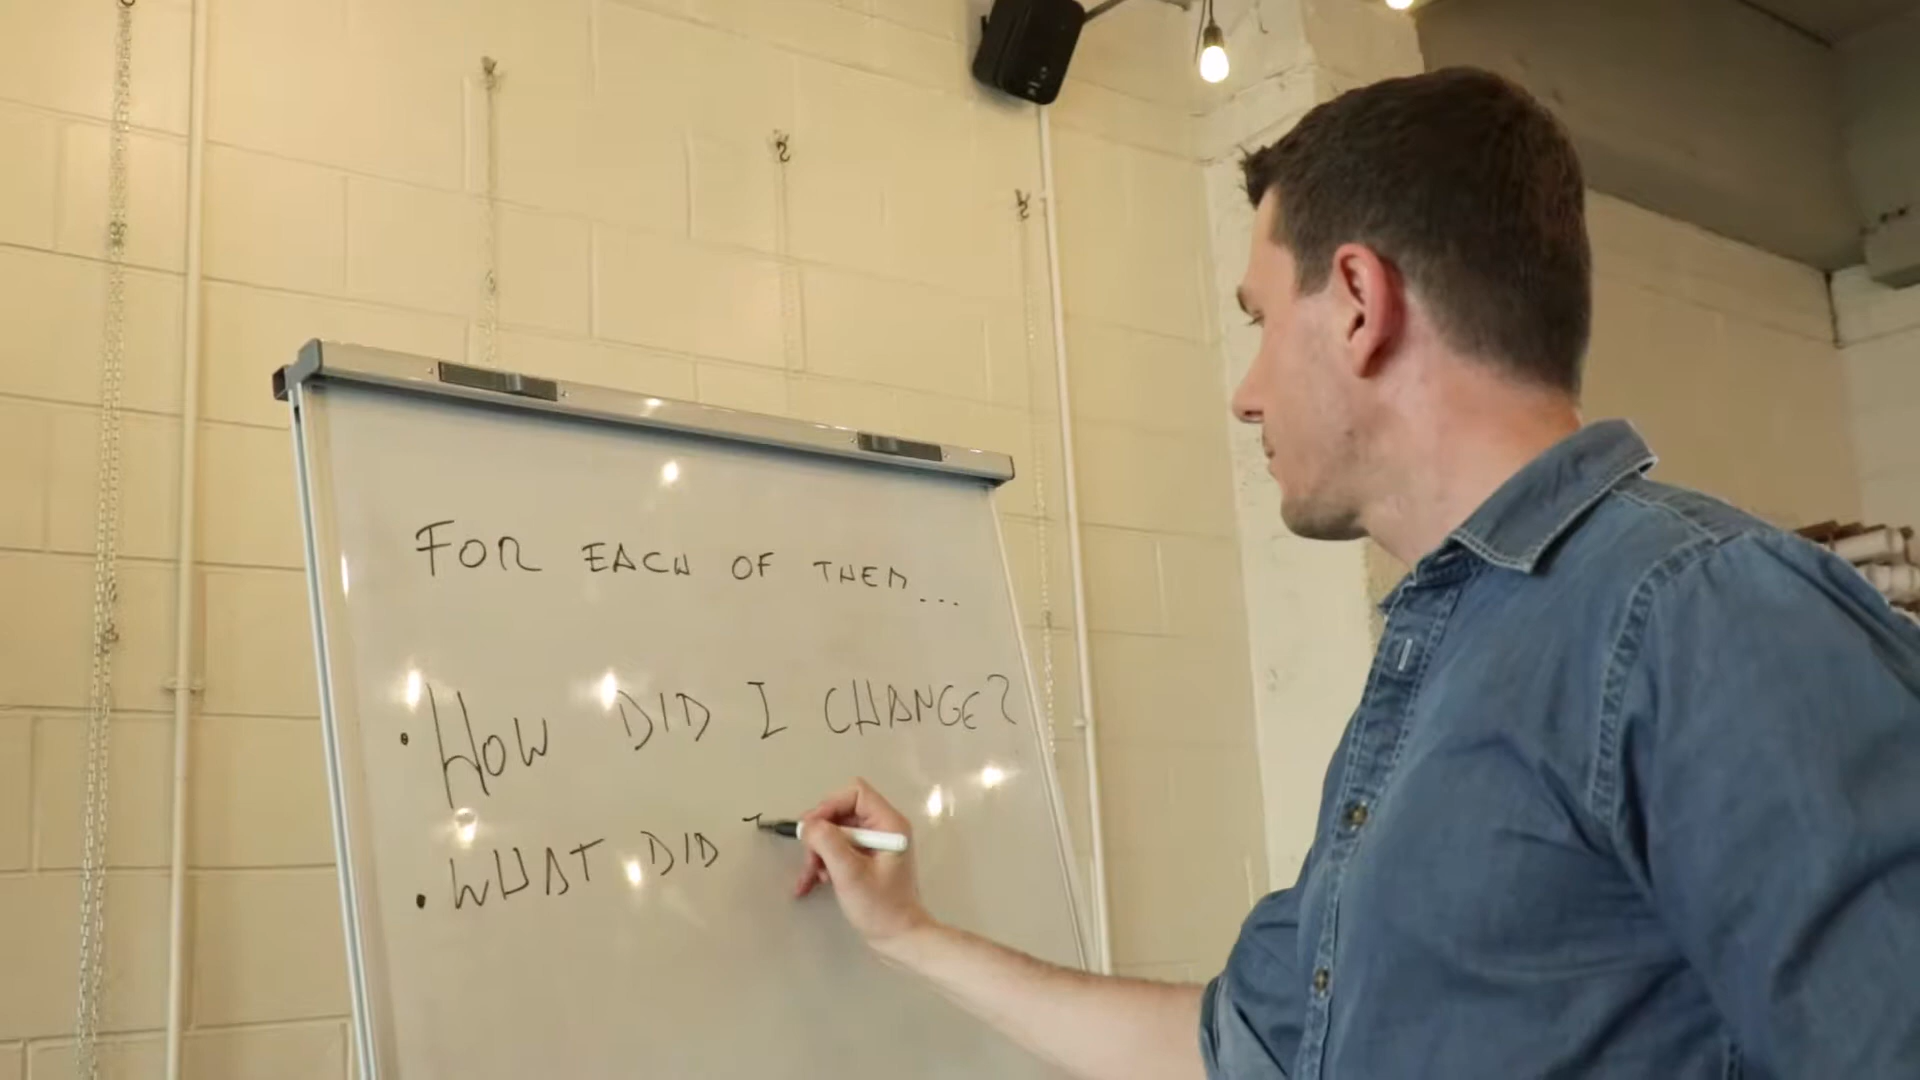 FOR EACH OF THEM...
• HOW DID I CHANGE?
• WHAT DID